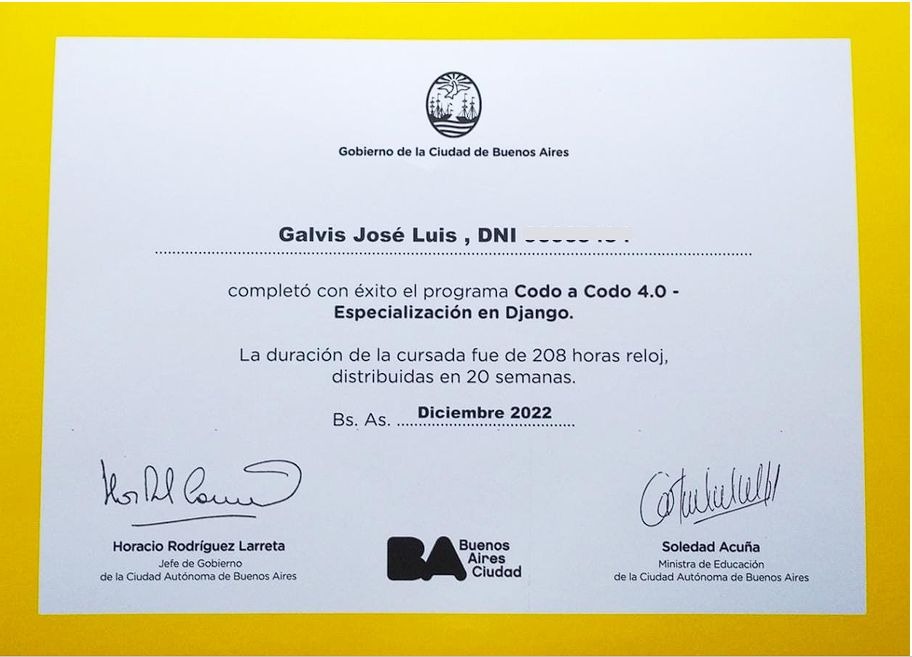 Gobierno de la Ciudad de Buenos Aires
Galvis José Luis , DNI
completó con éxito el programa Codo a Codo 4.0 -
Especialización en Django.
La duración de la cursada fue de 208 horas reloj,
distribuidas en 20 semanas.
Bs. As. Diciembre 2022
Horacio Rodríguez Larreta
Jefe de Gobierno
de la Ciudad Autónoma de Buenos Aires
BA Buenos
Aires
Ciudad
Soledad Acuña
Ministra de Educación
de la Ciudad Autónoma de Buenos Aires